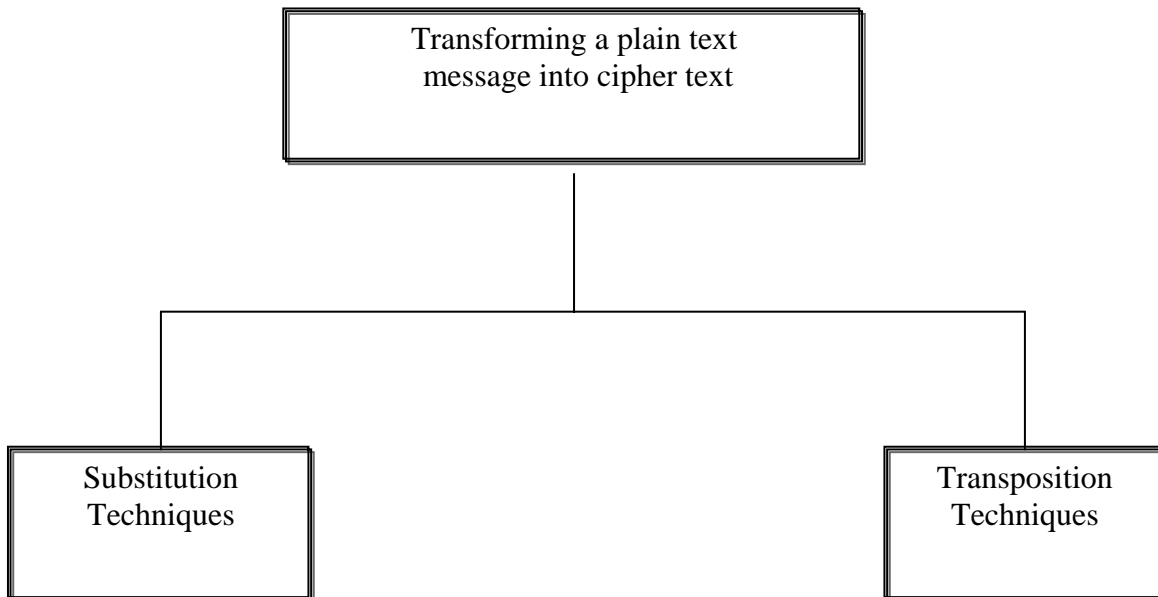 Transforming a plain text
message into cipher text
Substitution
Techniques
Transposition
Techniques